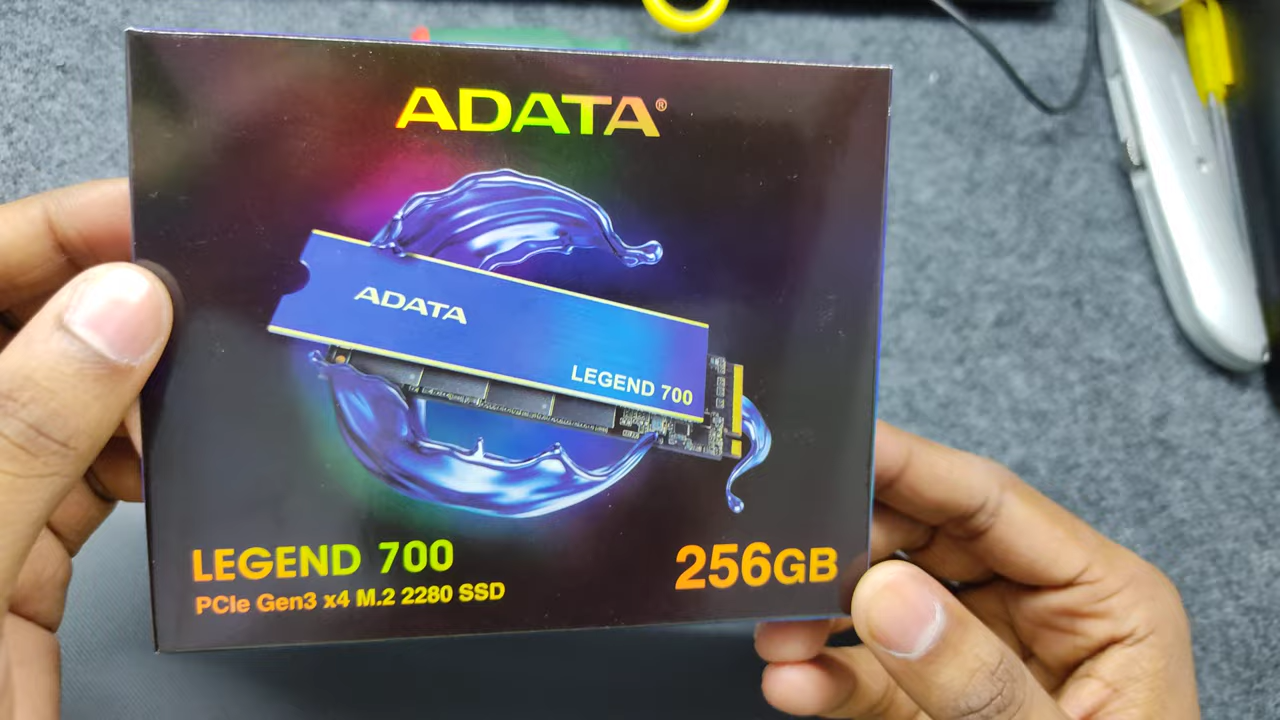 ADATA®
ADATA
LEGEND 700
LEGEND 700
PCIe Gen3 x4 M.2 2280 SSD
256GB